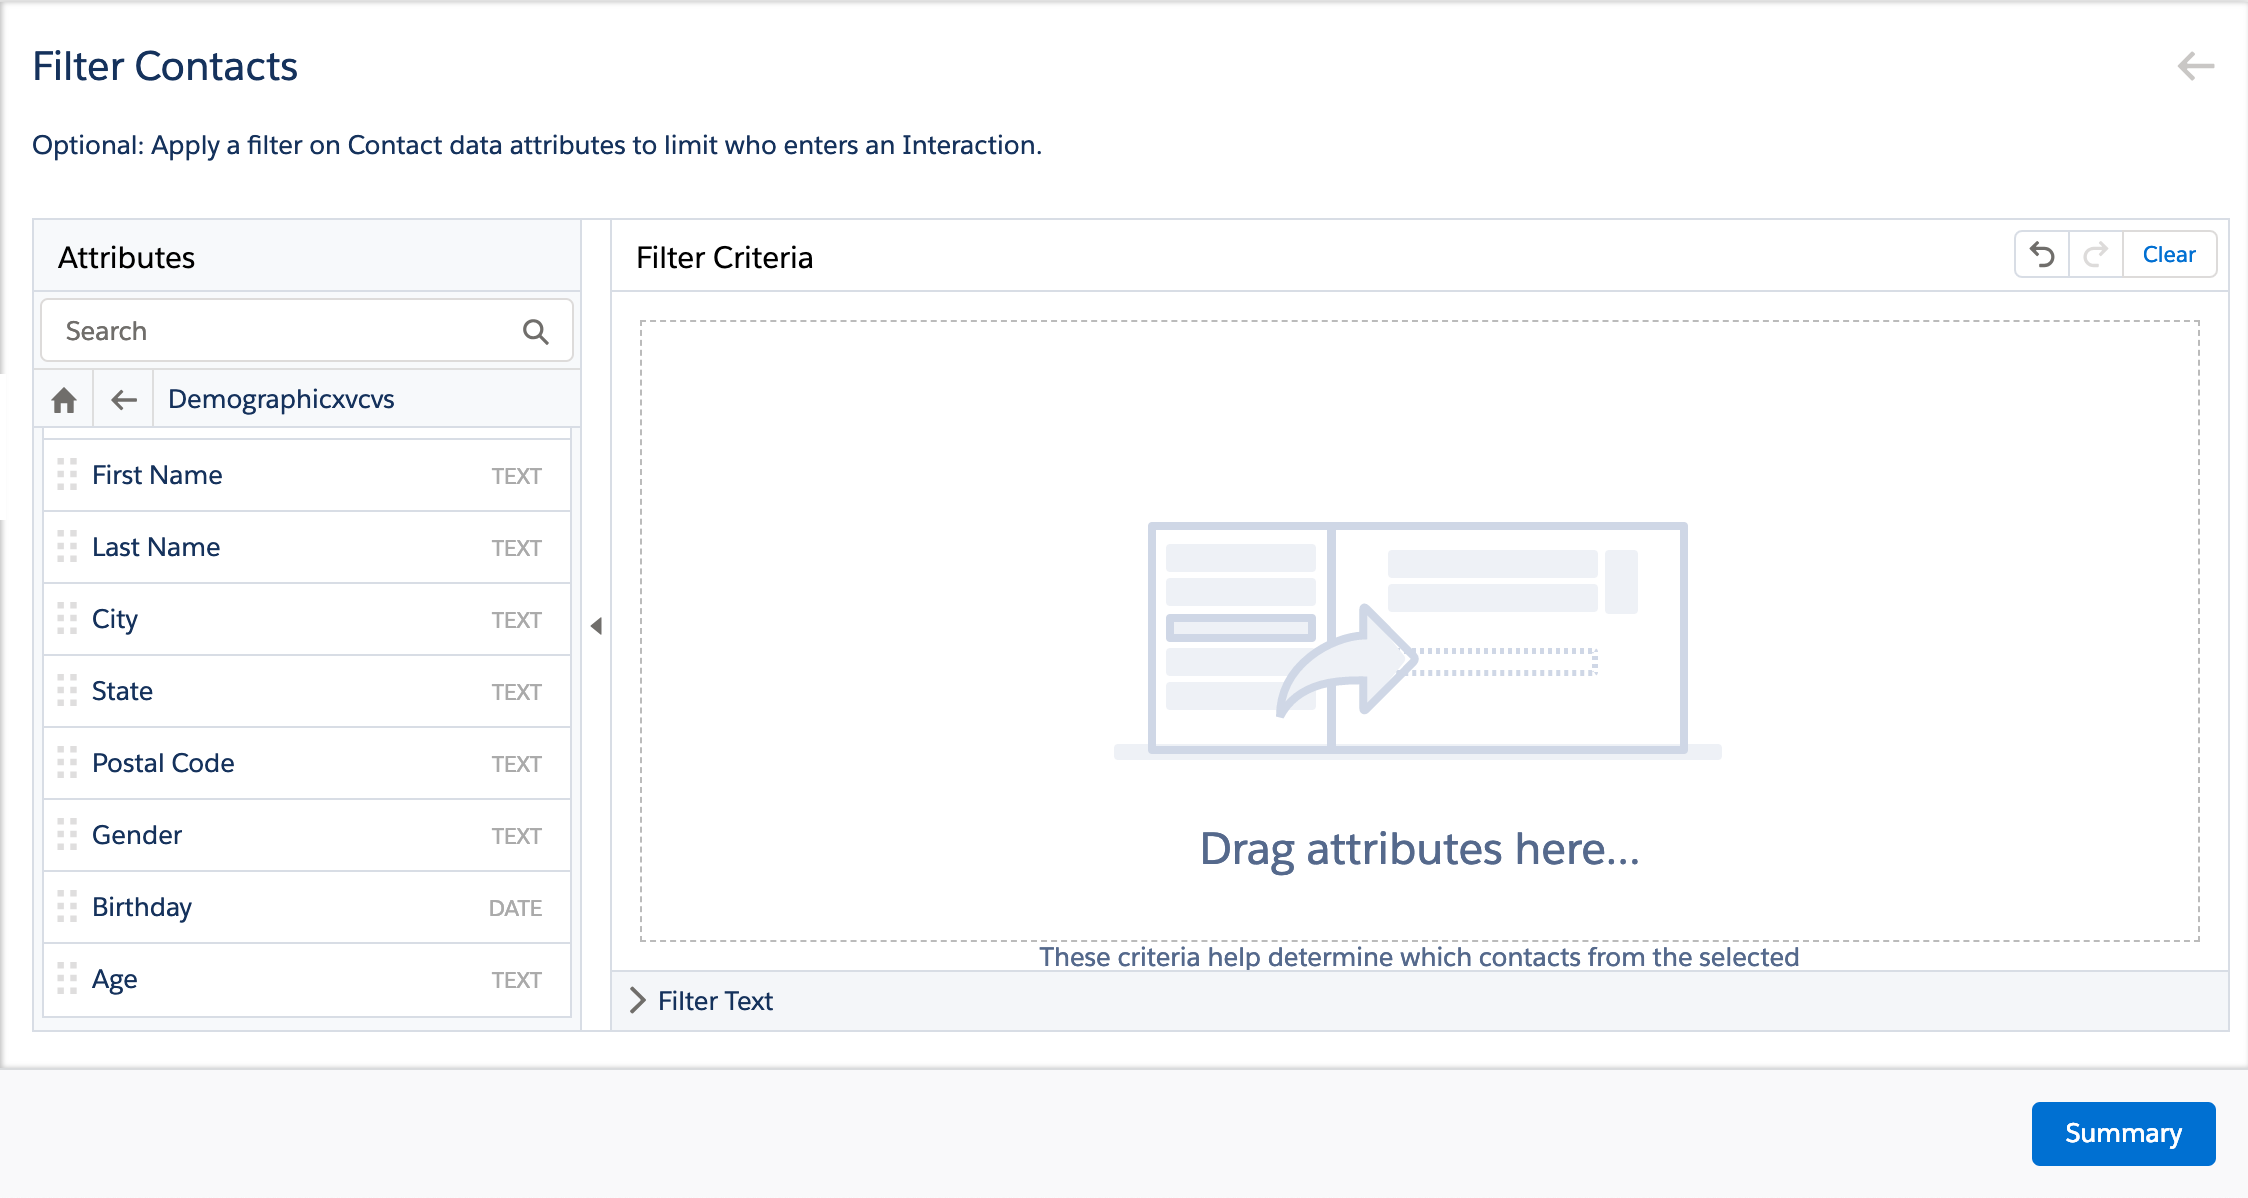 Filter Contacts
Optional: Apply a filter on Contact data attributes to limit who enters an Interaction.
Attributes
Search
Demographicxvcvs
First Name TEXT
Last Name TEXT
City TEXT
State TEXT
Postal Code TEXT
Gender TEXT
Birthday DATE
Age TEXT
Filter Criteria
Clear
Drag attributes here...
These criteria help determine which contacts from the selected
Filter Text
Summary